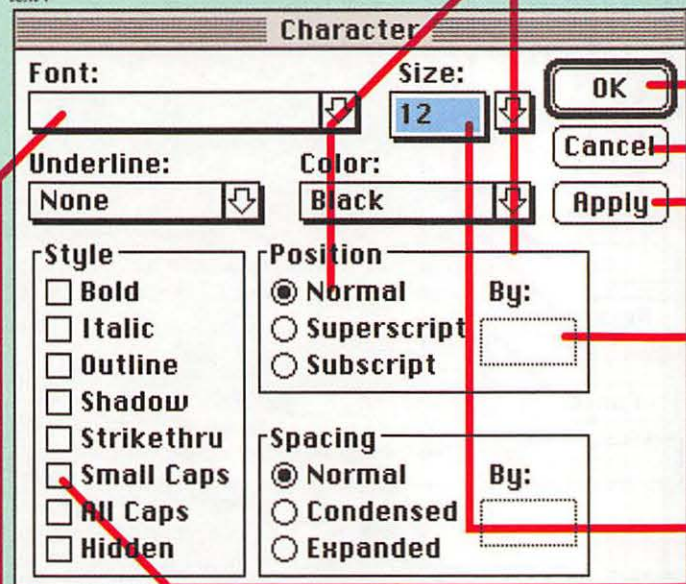 Character
Font:
Size:
OK
12
Cancel
Underline:
Color:
None
Black
Apply
Style
Bold
Italic
Outline
Shadow
Strikethru
Small Caps
All Caps
Hidden
Position
Normal
By:
Superscript
Subscript
Spacing
Normal
By:
Condensed
Expanded